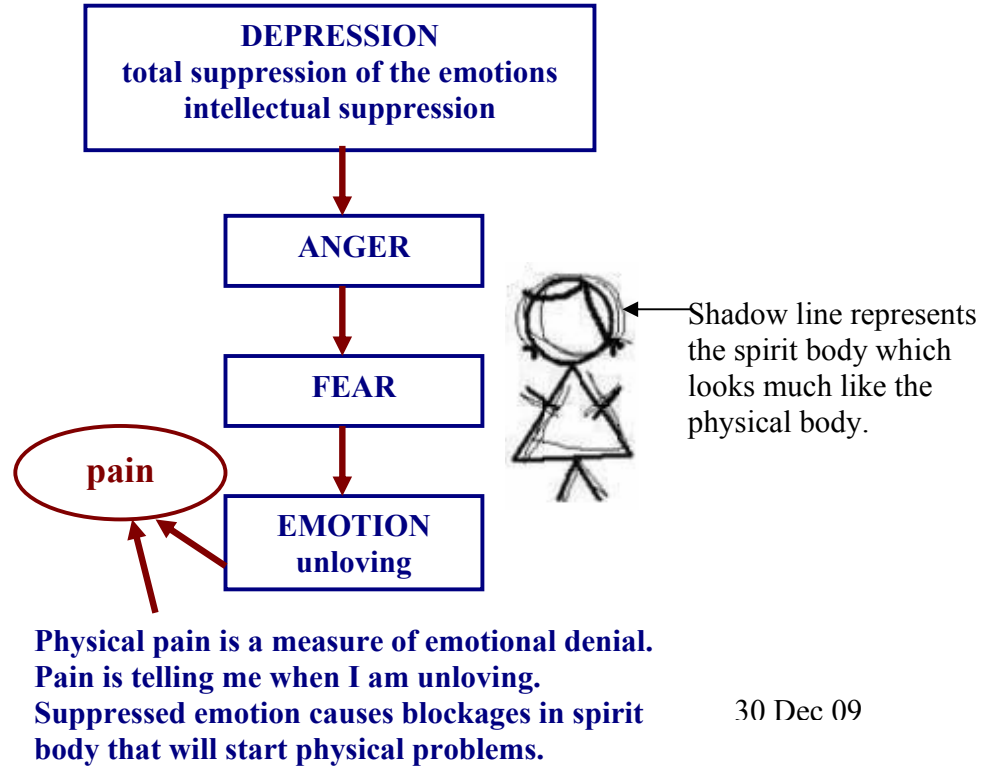 DEPRESSION
total suppression of the emotions
intellectual suppression
ANGER
FEAR
Shadow line represents
the spirit body which
looks much like the
physical body.
pain
EMOTION
unloving
Physical pain is a measure of emotional denial.
Pain is telling me when I am unloving.
Suppressed emotion causes blockages in spirit
body that will start physical problems.
30 Dec 09